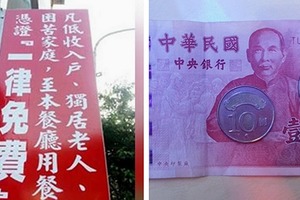 凡低收入戶、獨居老人、
困苦家庭，至本餐廳用餐
憑證『一律免費
中華民國
中央銀行
10